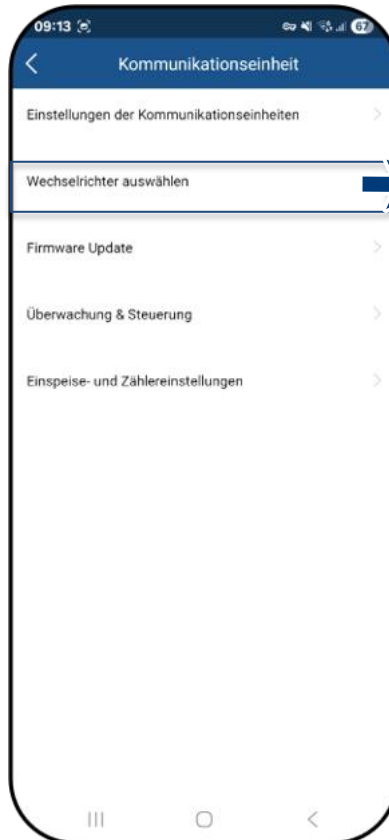 09:13
67
Kommunikationseinheit
Einstellungen der Kommunikationseinheiten
Wechselrichter auswählen
Firmware Update
Überwachung & Steuerung
Einspeise- und Zählereinstellungen